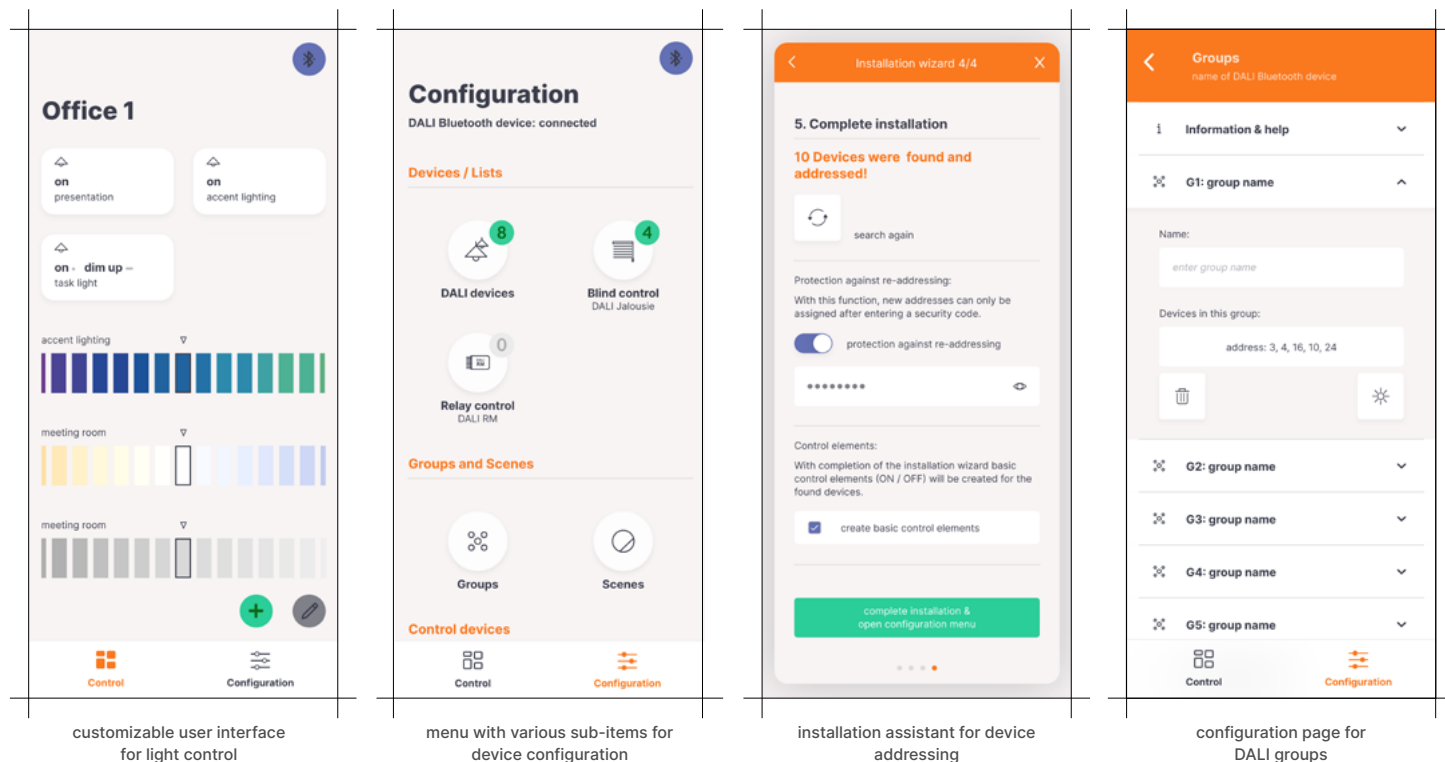 Office 1
on
presentation
on
accent lighting
on - dim up –
task light
accent lighting
meeting room
meeting room
Control
Configuration
customizable user interface
for light control
Configuration
DALI Bluetooth device: connected
Devices / Lists
8
DALI devices
4
Blind control
DALI Jalousie
0
Relay control
DALI RM
Groups and Scenes
Groups
Scenes
Control devices
Control
Configuration
menu with various sub-items for
device configuration
Installation wizard 4/4
5. Complete installation
10 Devices were found and
addressed!
search again
Protection against re-addressing:
With this function, new addresses can only be
assigned after entering a security code.
protection against re-addressing
Control elements:
With completion of the installation wizard basic
control elements (ON / OFF) will be created for the
found devices.
create basic control elements
complete installation &
open configuration menu
installation assistant for device
addressing
Groups
name of DALI Bluetooth device
Information & help
G1: group name
Name:
enter group name
Devices in this group:
address: 3, 4, 16, 10, 24
G2: group name
G3: group name
G4: group name
G5: group name
Control
Configuration
configuration page for
DALI groups